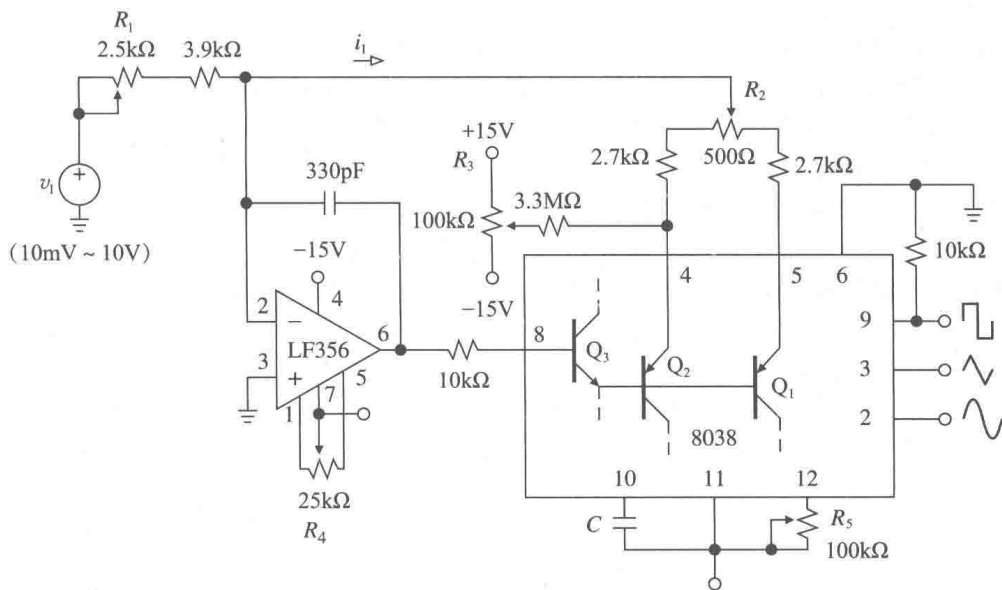 R₁
2.5kΩ
3.9kΩ
i₁
R₂
+15V
R₃
100kΩ
−15V
3.3MΩ
2.7kΩ
500Ω
2.7kΩ
330pF
v₁
(10mV ~ 10V)
−15V
4
2
−
3
+
LF356
6
5
7
1
25kΩ
R₄
10kΩ
8
Q₃
4
5
6
Q₂
Q₁
8038
10kΩ
9
3
2
10
11
12
C
R₅
100kΩ